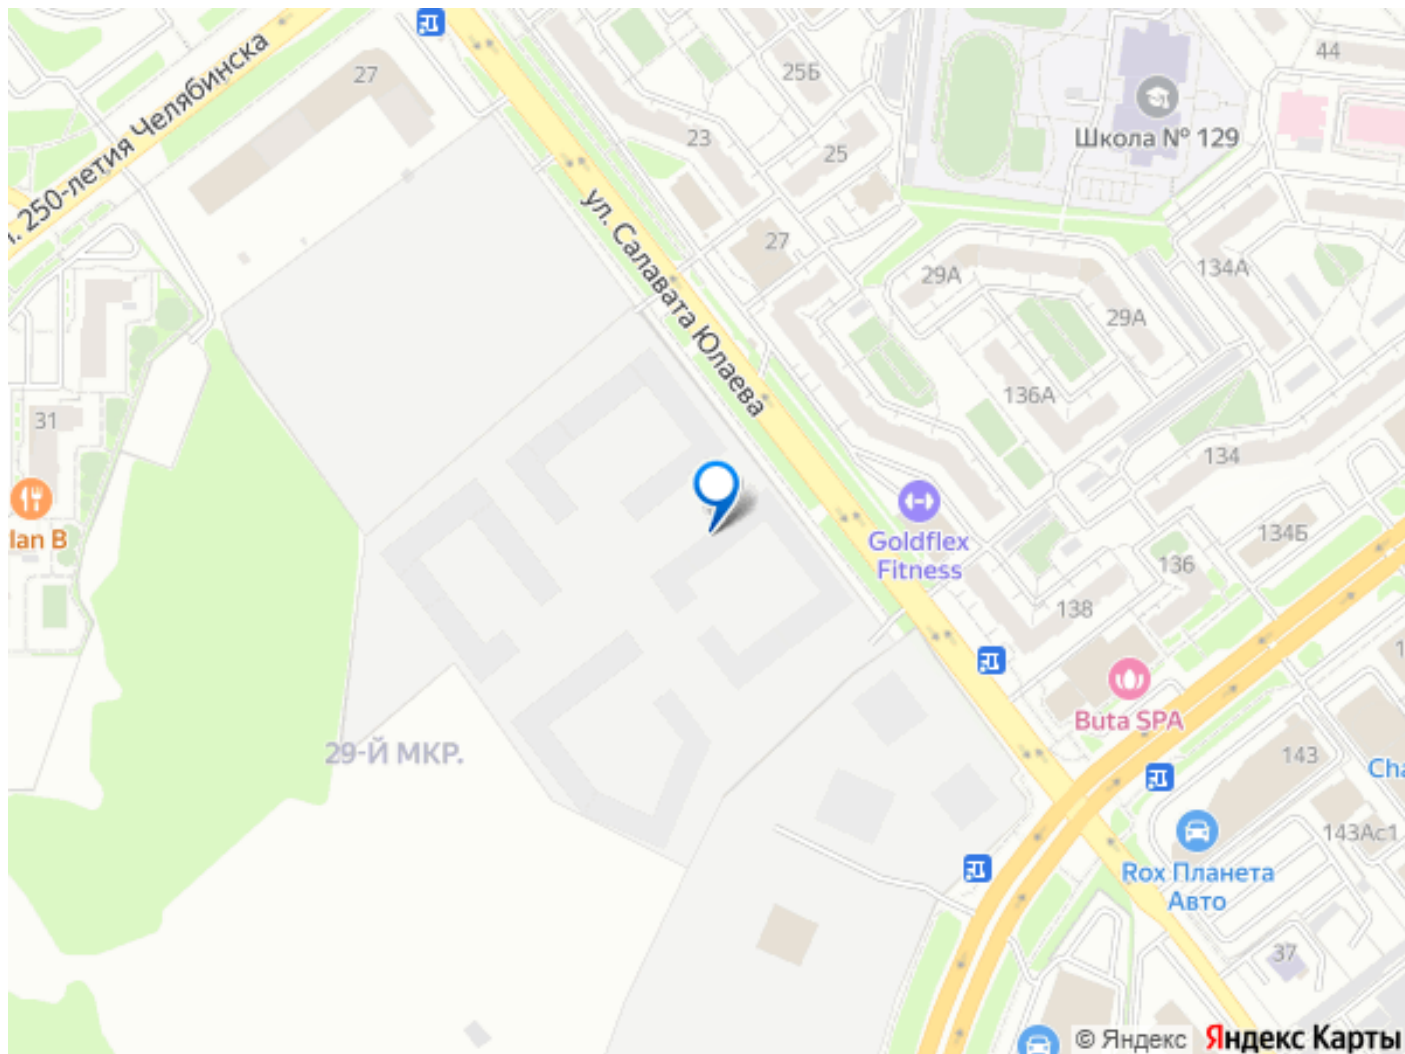 44
27
25Б
Школа № 129
23
25
л. 250-летия Челябинска
ул. Салавата Юлаева
27
29А
134А
29А
136А
31
134
lan B
Goldflex
Fitness
134Б
136
138
Buta SPA
29-Й МКР.
143
Cha
143Ас1
Rox Планета
Авто
37
© Яндекс Яндекс Карты